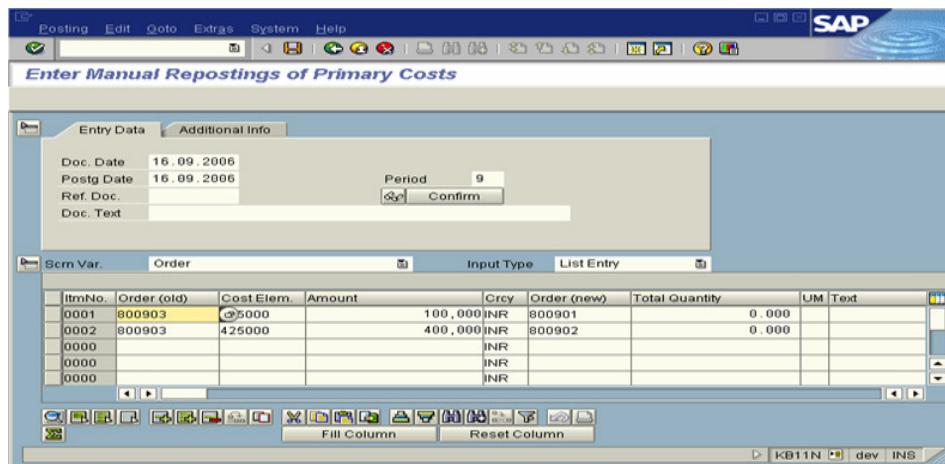 Posting Edit Goto Extras System Help
SAP
Enter Manual Repostings of Primary Costs
Entry Data Additional Info
Doc. Date 16.09.2006
Postg Date 16.09.2006 Period 9
Ref. Doc. Confirm
Doc. Text
Scrn Var. Order Input Type List Entry
ItmNo. Order (old) Cost Elem. Amount Crcy Order (new) Total Quantity UM Text
0001 800903 5000 100,000 INR 800901 0.000
0002 800903 425000 400,000 INR 800902 0.000
0000 INR
0000 INR
0000 INR
Fill Column Reset Column
KB11N dev INS